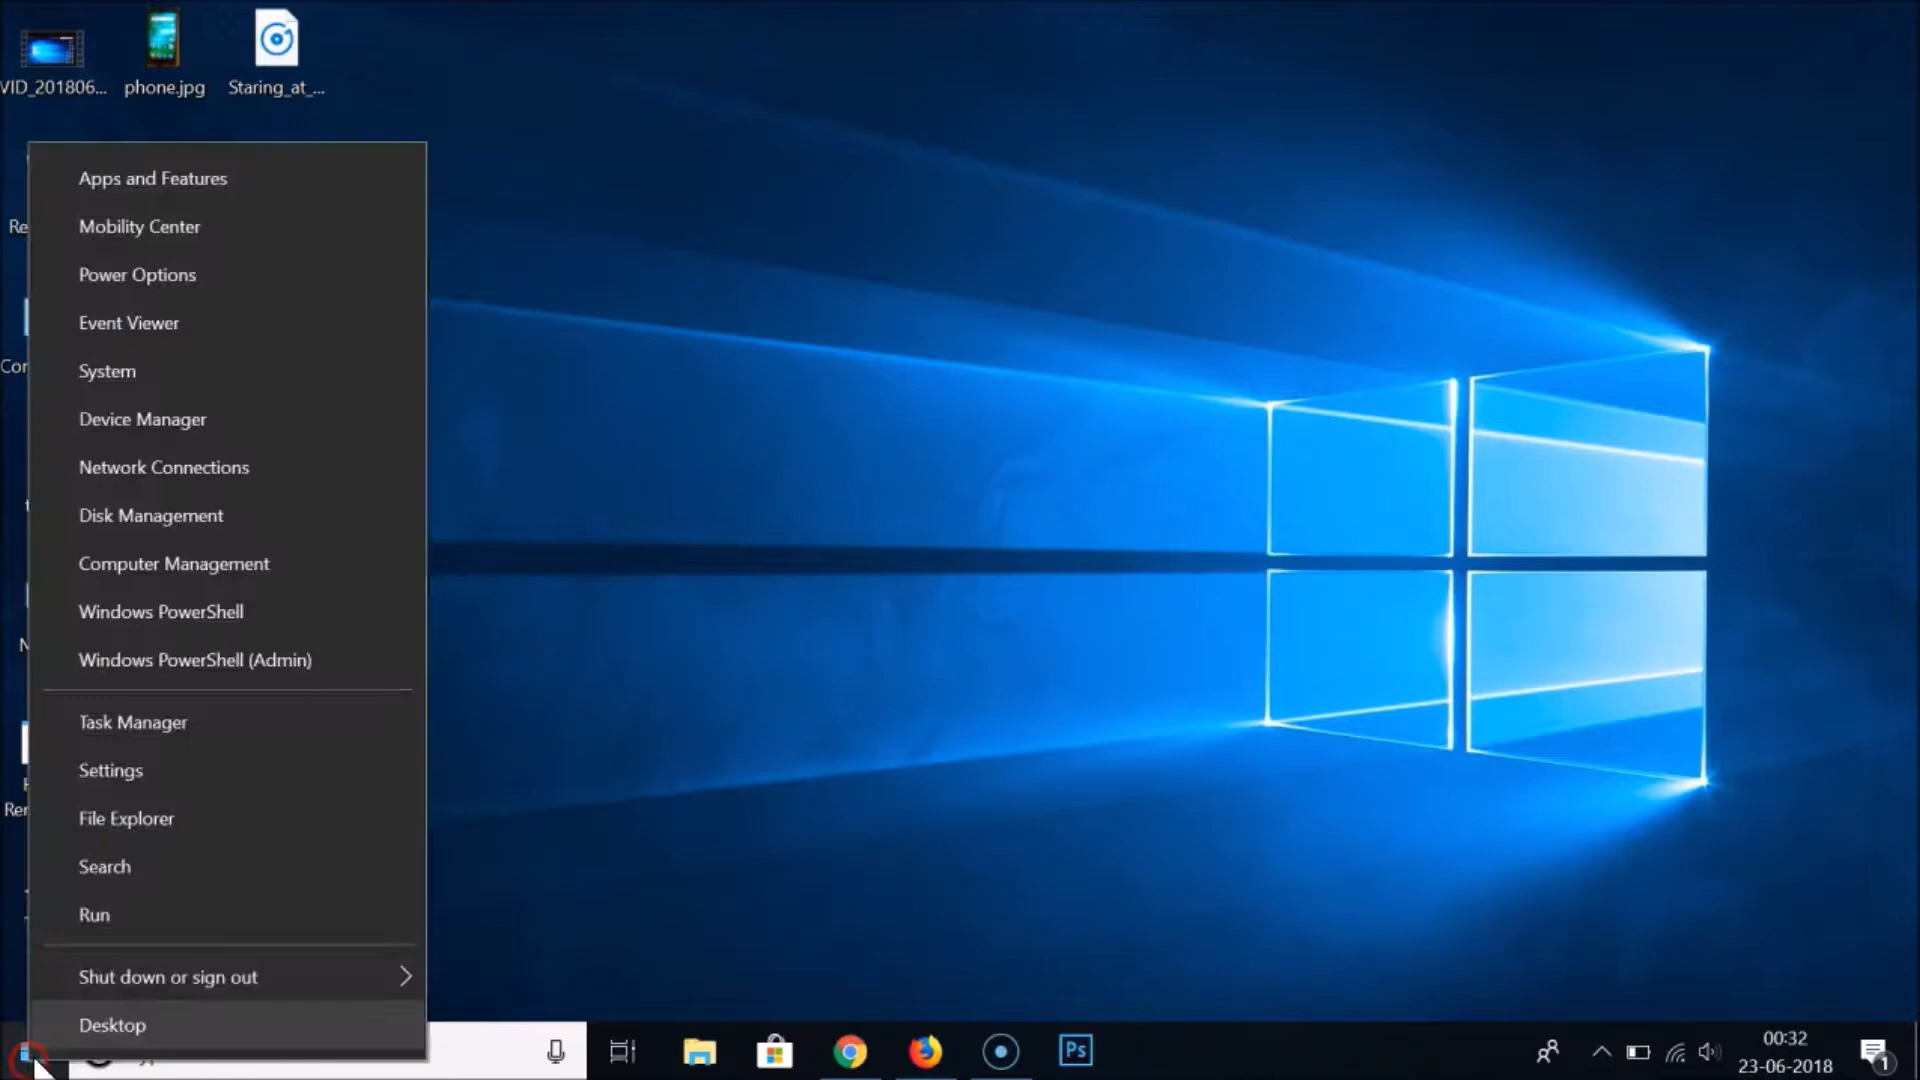 VID_201806...
phone.jpg
Staring_at_...
Apps and Features
Mobility Center
Power Options
Event Viewer
System
Device Manager
Network Connections
Disk Management
Computer Management
Windows PowerShell
Windows PowerShell (Admin)
Task Manager
Settings
File Explorer
Search
Run
Shut down or sign out
Desktop
Ps
00:32
23-06-2018
1